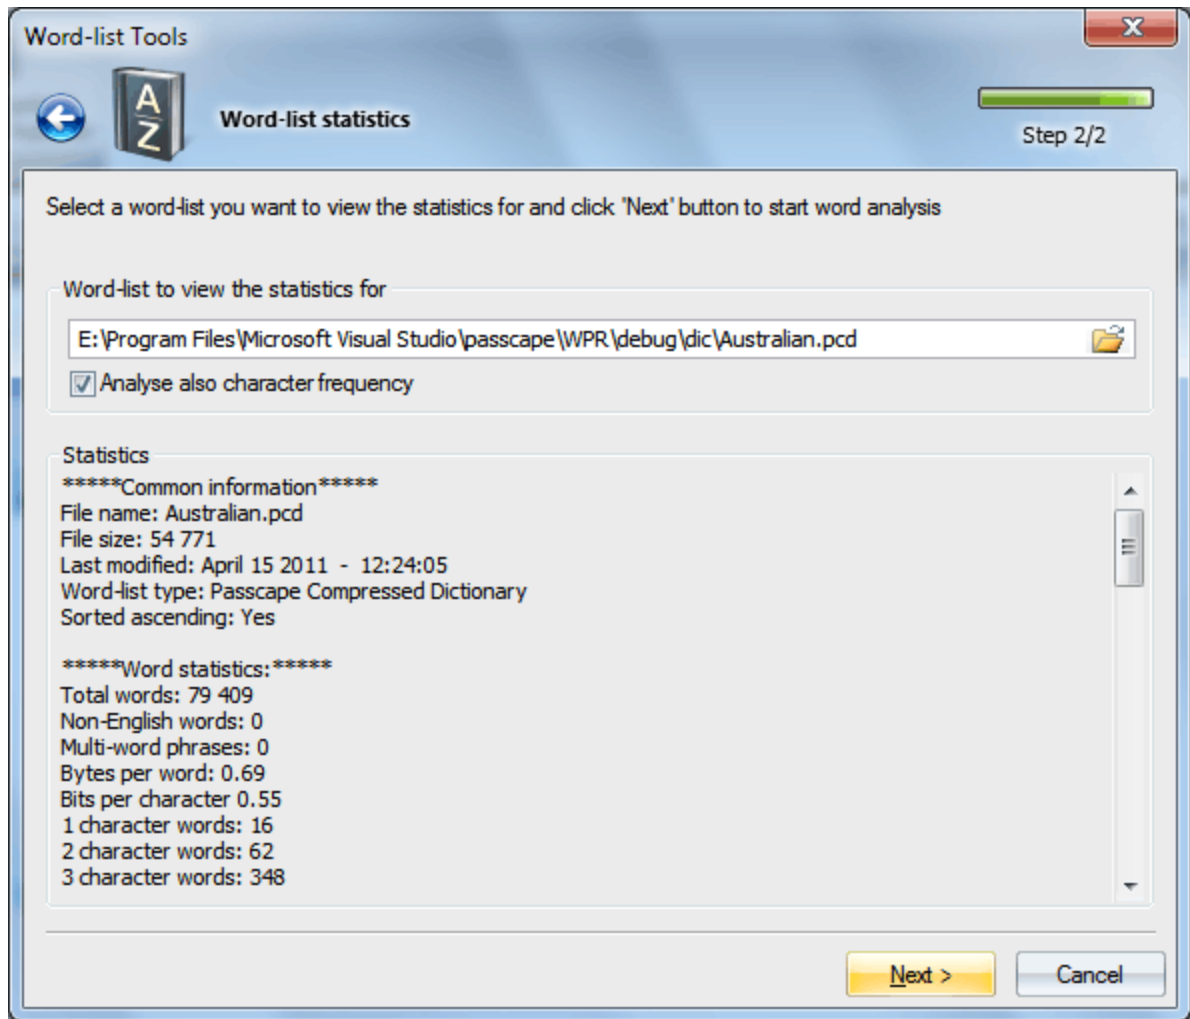 Word-list Tools
X
A
Z
Word-list statistics
Step 2/2
Select a word-list you want to view the statistics for and click 'Next' button to start word analysis
Word-list to view the statistics for
E:\Program Files\Microsoft Visual Studio\passcape\WPR\debug\dic\Australian.pcd
Analyse also character frequency
Statistics
*****Common information*****
File name: Australian.pcd
File size: 54 771
Last modified: April 15 2011  -  12:24:05
Word-list type: Passcape Compressed Dictionary
Sorted ascending: Yes
*****Word statistics:*****
Total words: 79 409
Non-English words: 0
Multi-word phrases: 0
Bytes per word: 0.69
Bits per character 0.55
1 character words: 16
2 character words: 62
3 character words: 348
Next >
Cancel